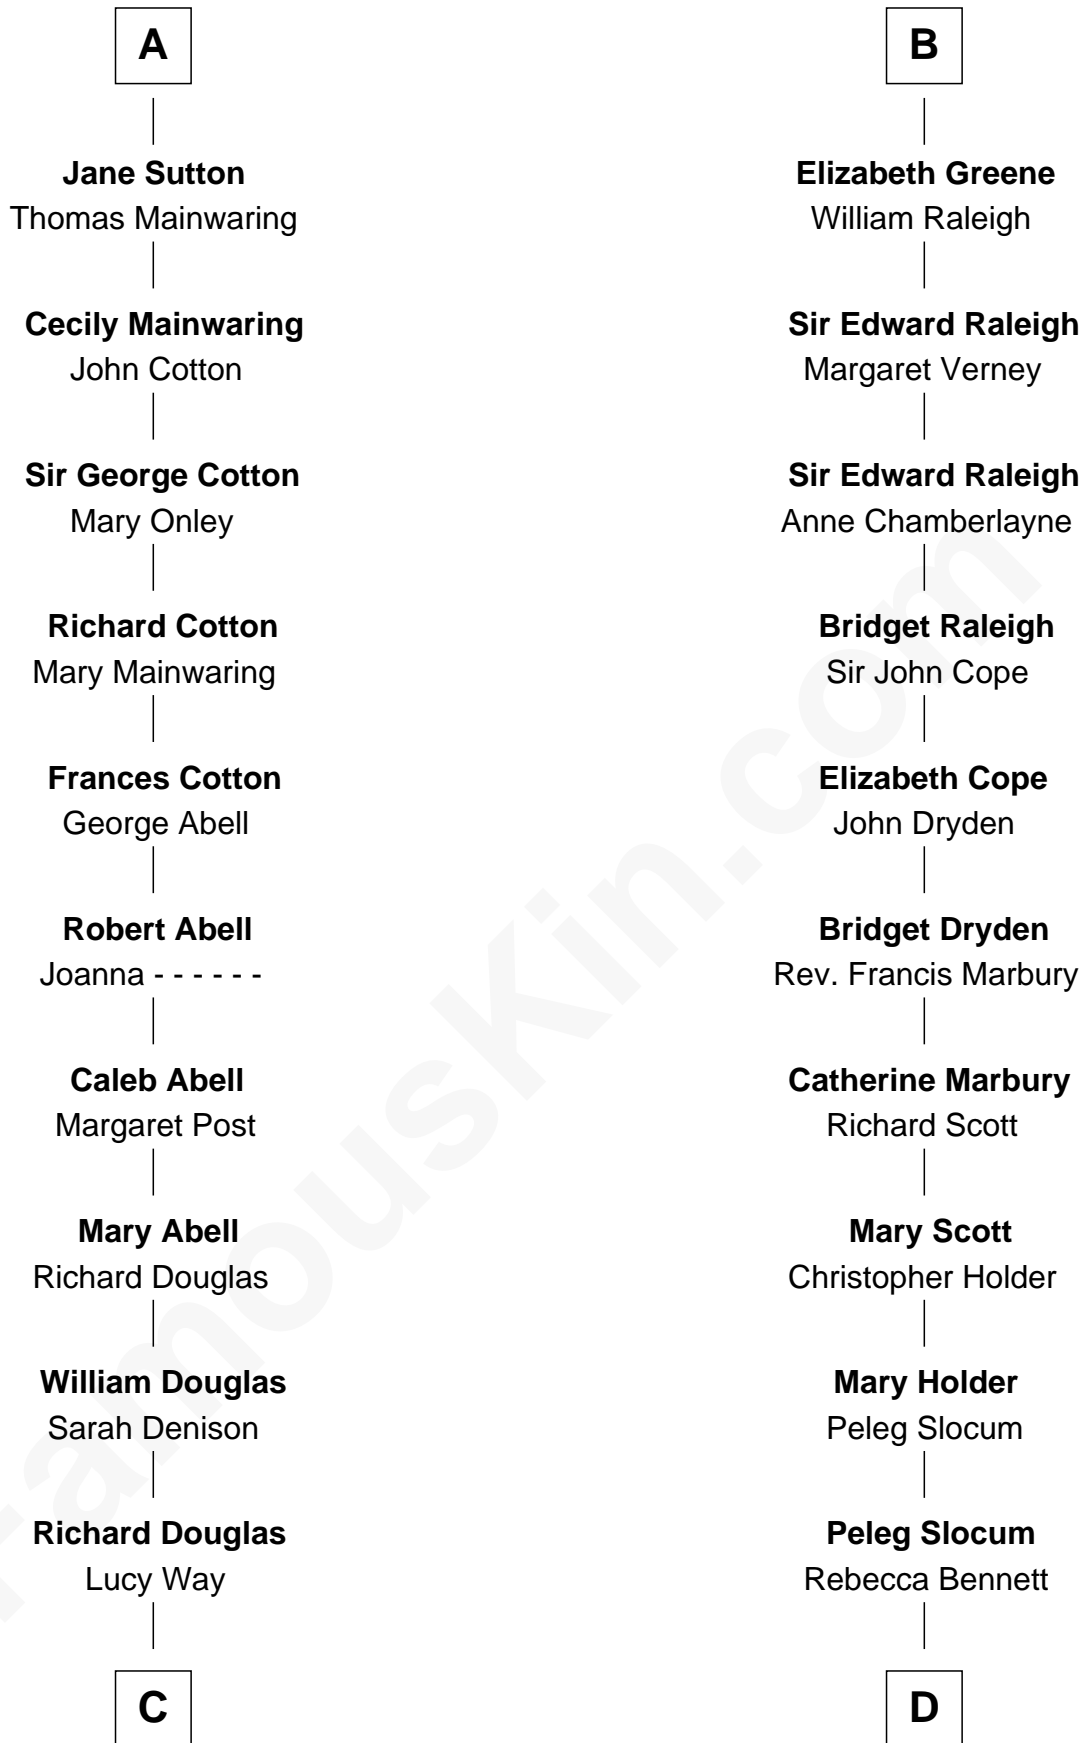 A
Jane Sutton
Thomas Mainwaring
Cecily Mainwaring
John Cotton
Sir George Cotton
Mary Onley
Richard Cotton
Mary Mainwaring
Frances Cotton
George Abell
Robert Abell
Joanna - - - - - -
Caleb Abell
Margaret Post
Mary Abell
Richard Douglas
William Douglas
Sarah Denison
Richard Douglas
Lucy Way
C
B
Elizabeth Greene
William Raleigh
Sir Edward Raleigh
Margaret Verney
Sir Edward Raleigh
Anne Chamberlayne
Bridget Raleigh
Sir John Cope
Elizabeth Cope
John Dryden
Bridget Dryden
Rev. Francis Marbury
Catherine Marbury
Richard Scott
Mary Scott
Christopher Holder
Mary Holder
Peleg Slocum
Peleg Slocum
Rebecca Bennett
D
FamousKin.com